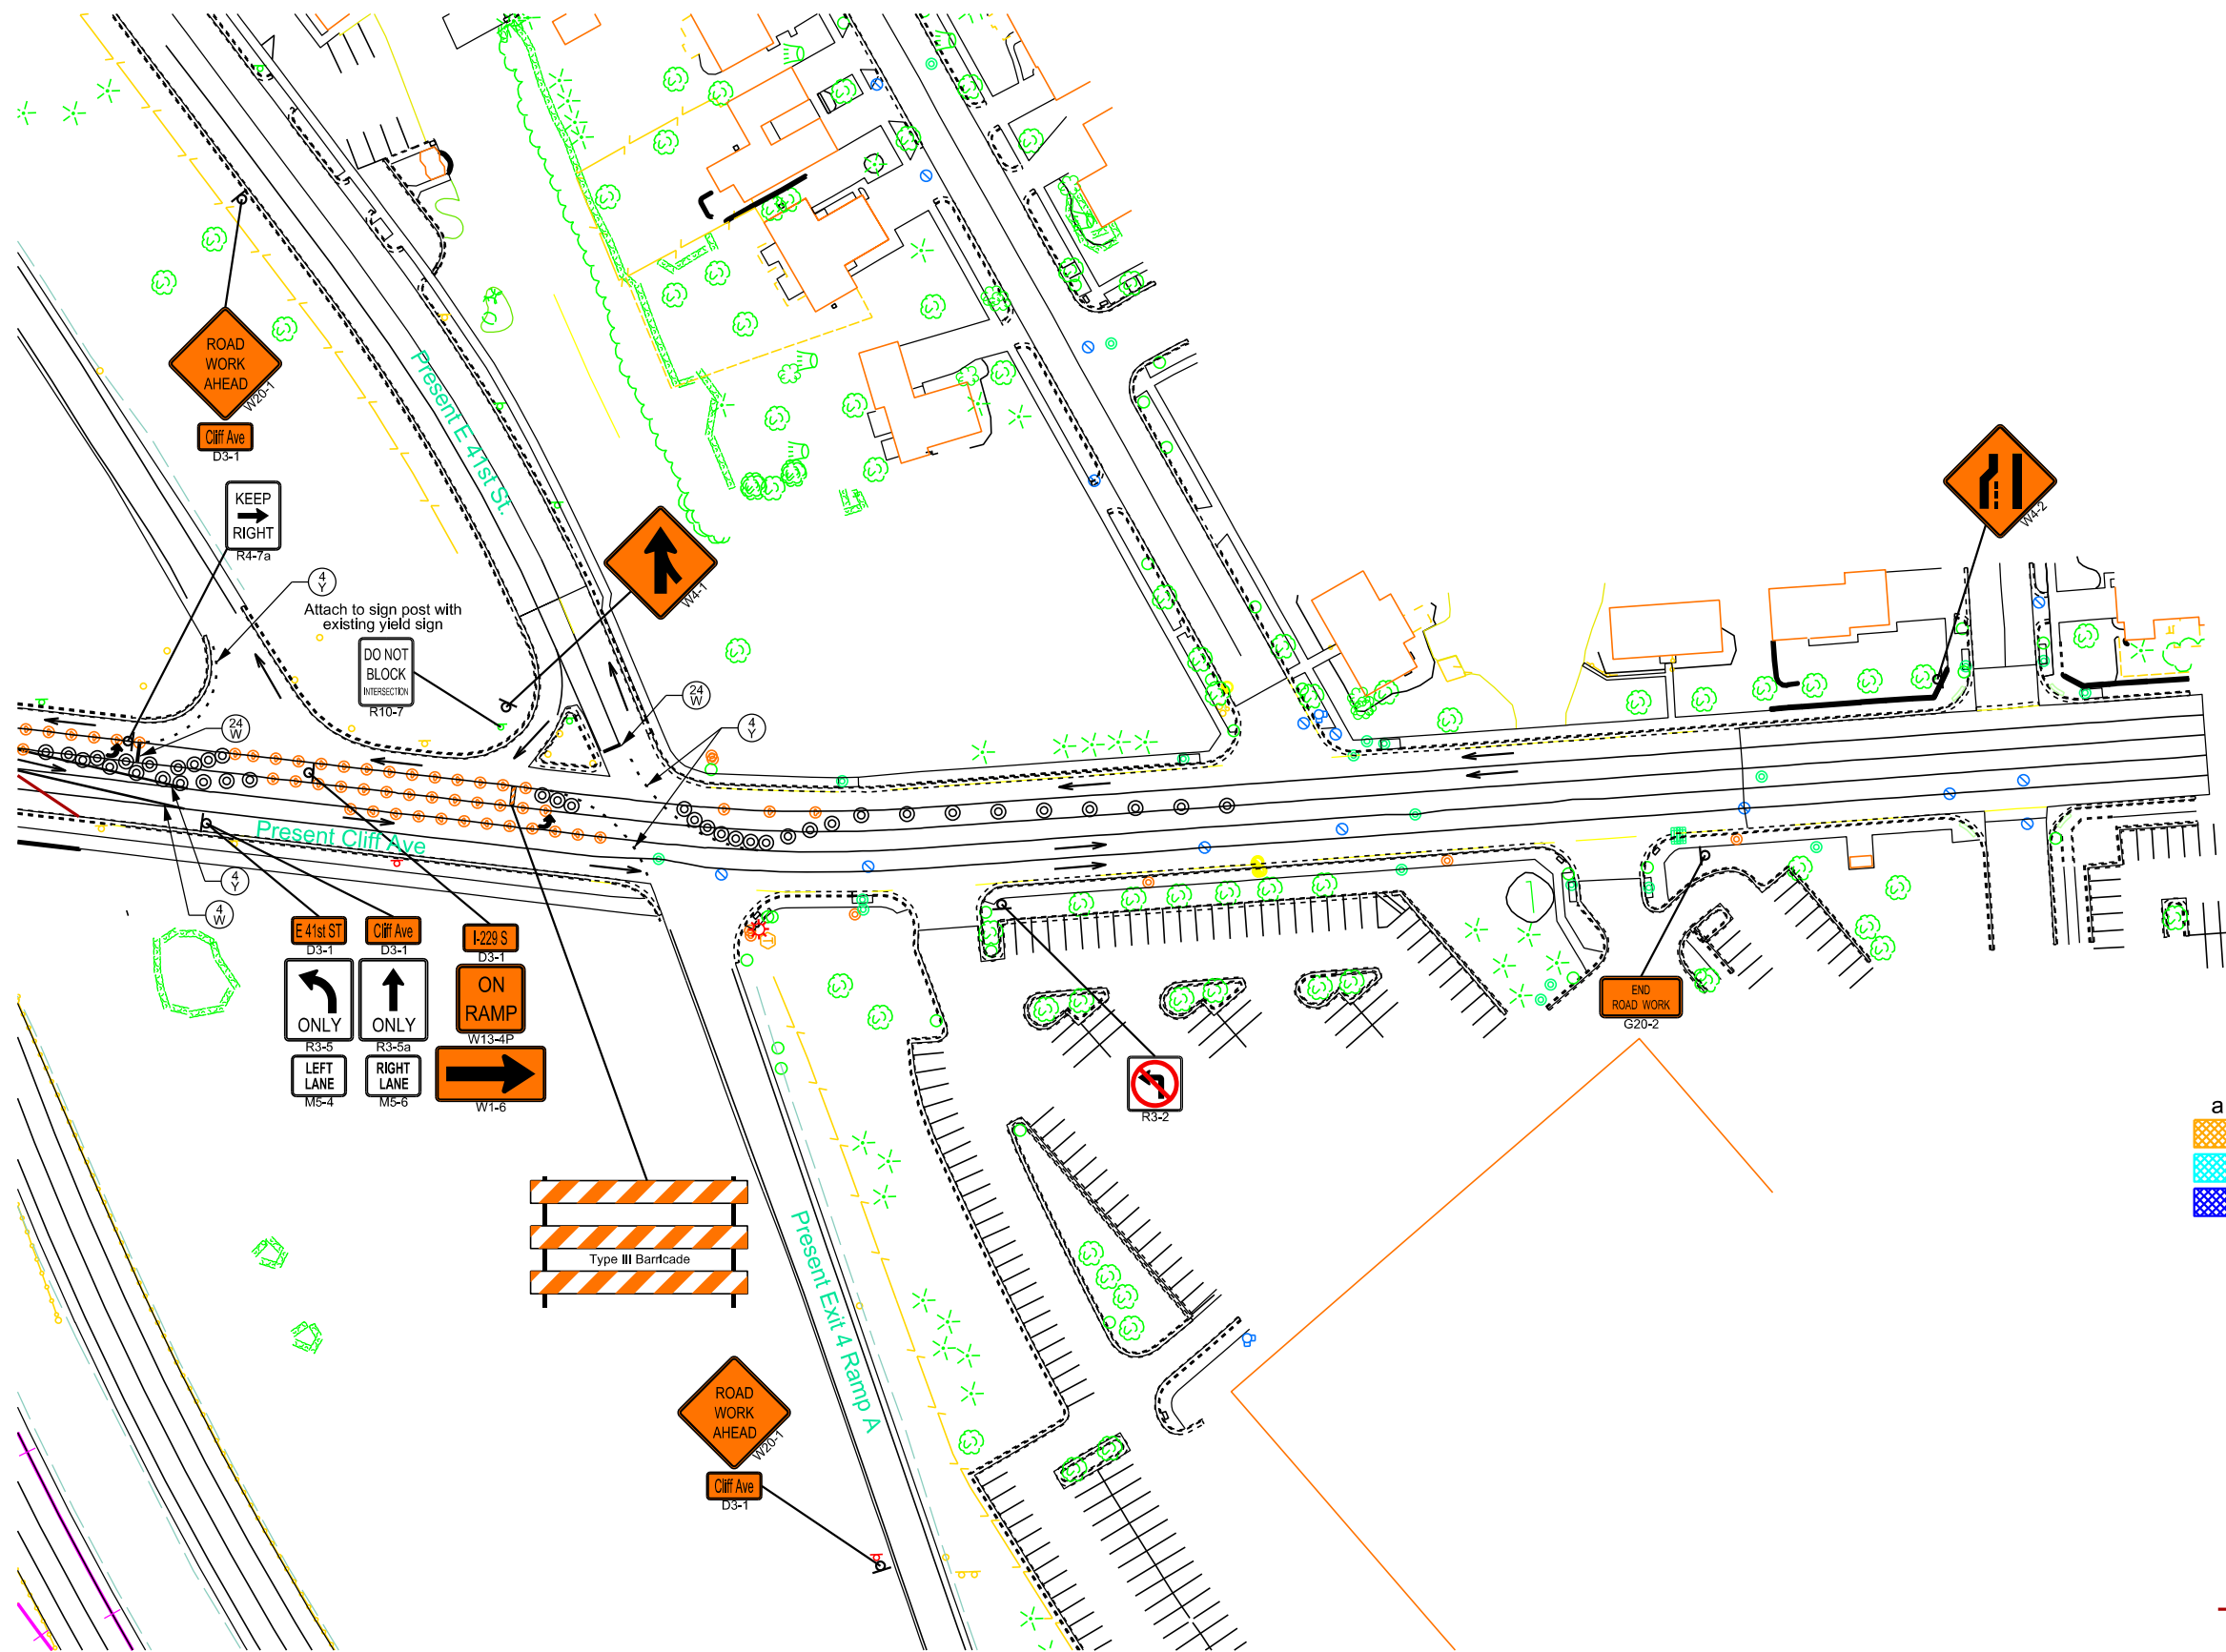 ROAD
WORK
AHEAD
W20-1
Cliff Ave
D3-1
KEEP
RIGHT
R4-7a
4
Y
Attach to sign post with
existing yield sign
DO NOT
BLOCK
INTERSECTION
R10-7
24
W
Present E 41st St.
W4-1
24
W
4
Y
W4-2
Present Cliff Ave
4
Y
4
W
E 41st ST
D3-1
ONLY
R3-5
LEFT
LANE
M5-4
Cliff Ave
D3-1
ONLY
R3-5a
RIGHT
LANE
M5-6
I-229 S
D3-1
ON
RAMP
W13-4P
W1-6
Type III Barricade
Present Exit 4 Ramp A
ROAD
WORK
AHEAD
W20-1
Cliff Ave
D3-1
R3-2
END
ROAD WORK
G20-2
a